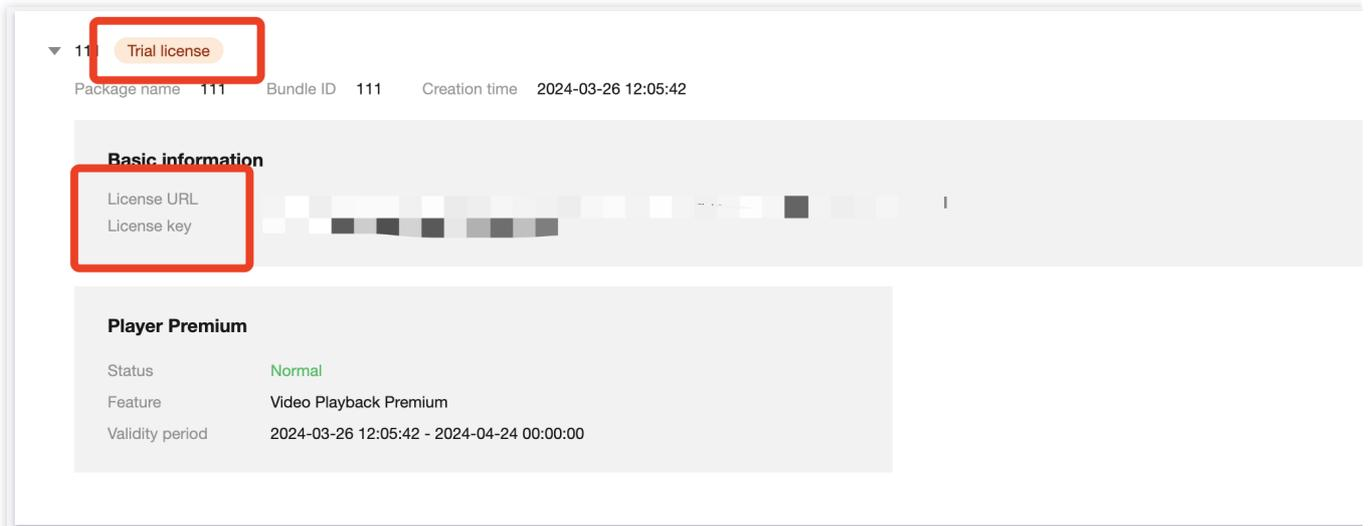 111 Trial license
Package name 111 Bundle ID 111 Creation time 2024-03-26 12:05:42
Basic information
License URL
License key
Player Premium
Status Normal
Feature Video Playback Premium
Validity period 2024-03-26 12:05:42 - 2024-04-24 00:00:00